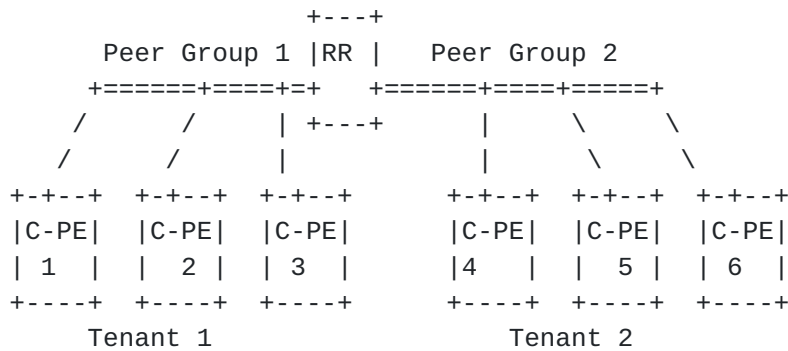 Peer Group 1 |RR | Peer Group 2
|C-PE| |C-PE| |C-PE| |C-PE| |C-PE| |C-PE|
| 1 | | 2 | | 3 | |4 | | 5 | | 6 |
Tenant 1 Tenant 2